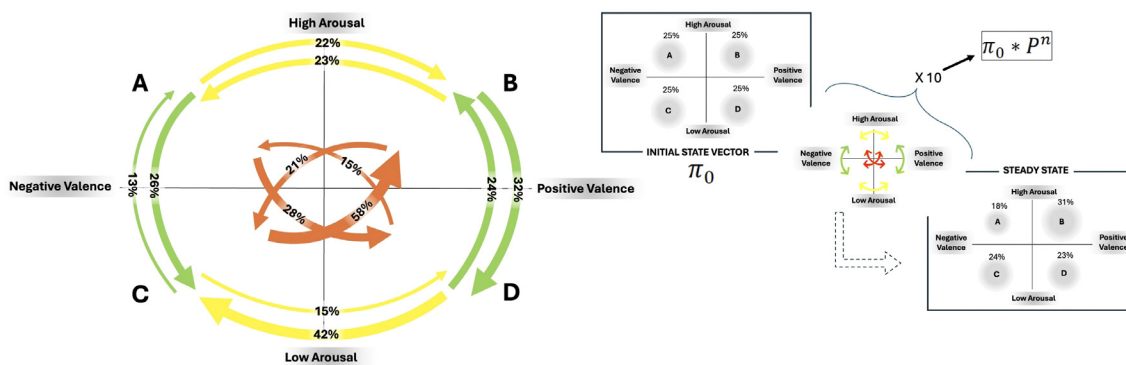 High Arousal
22%
23%
A
B
21%
15%
Negative Valence
13%
26%
24%
32%
Positive Valence
28%
58%
C
D
15%
42%
Low Arousal
High Arousal
25%
25%
A
B
Negative
Valence
Positive
Valence
25%
25%
C
D
Low Arousal
INITIAL STATE VECTOR
π₀
X 10
π₀ * Pⁿ
High Arousal
Negative
Valence
Positive
Valence
Low Arousal
STEADY STATE
High Arousal
18%
31%
A
B
Negative
Valence
Positive
Valence
24%
23%
C
D
Low Arousal